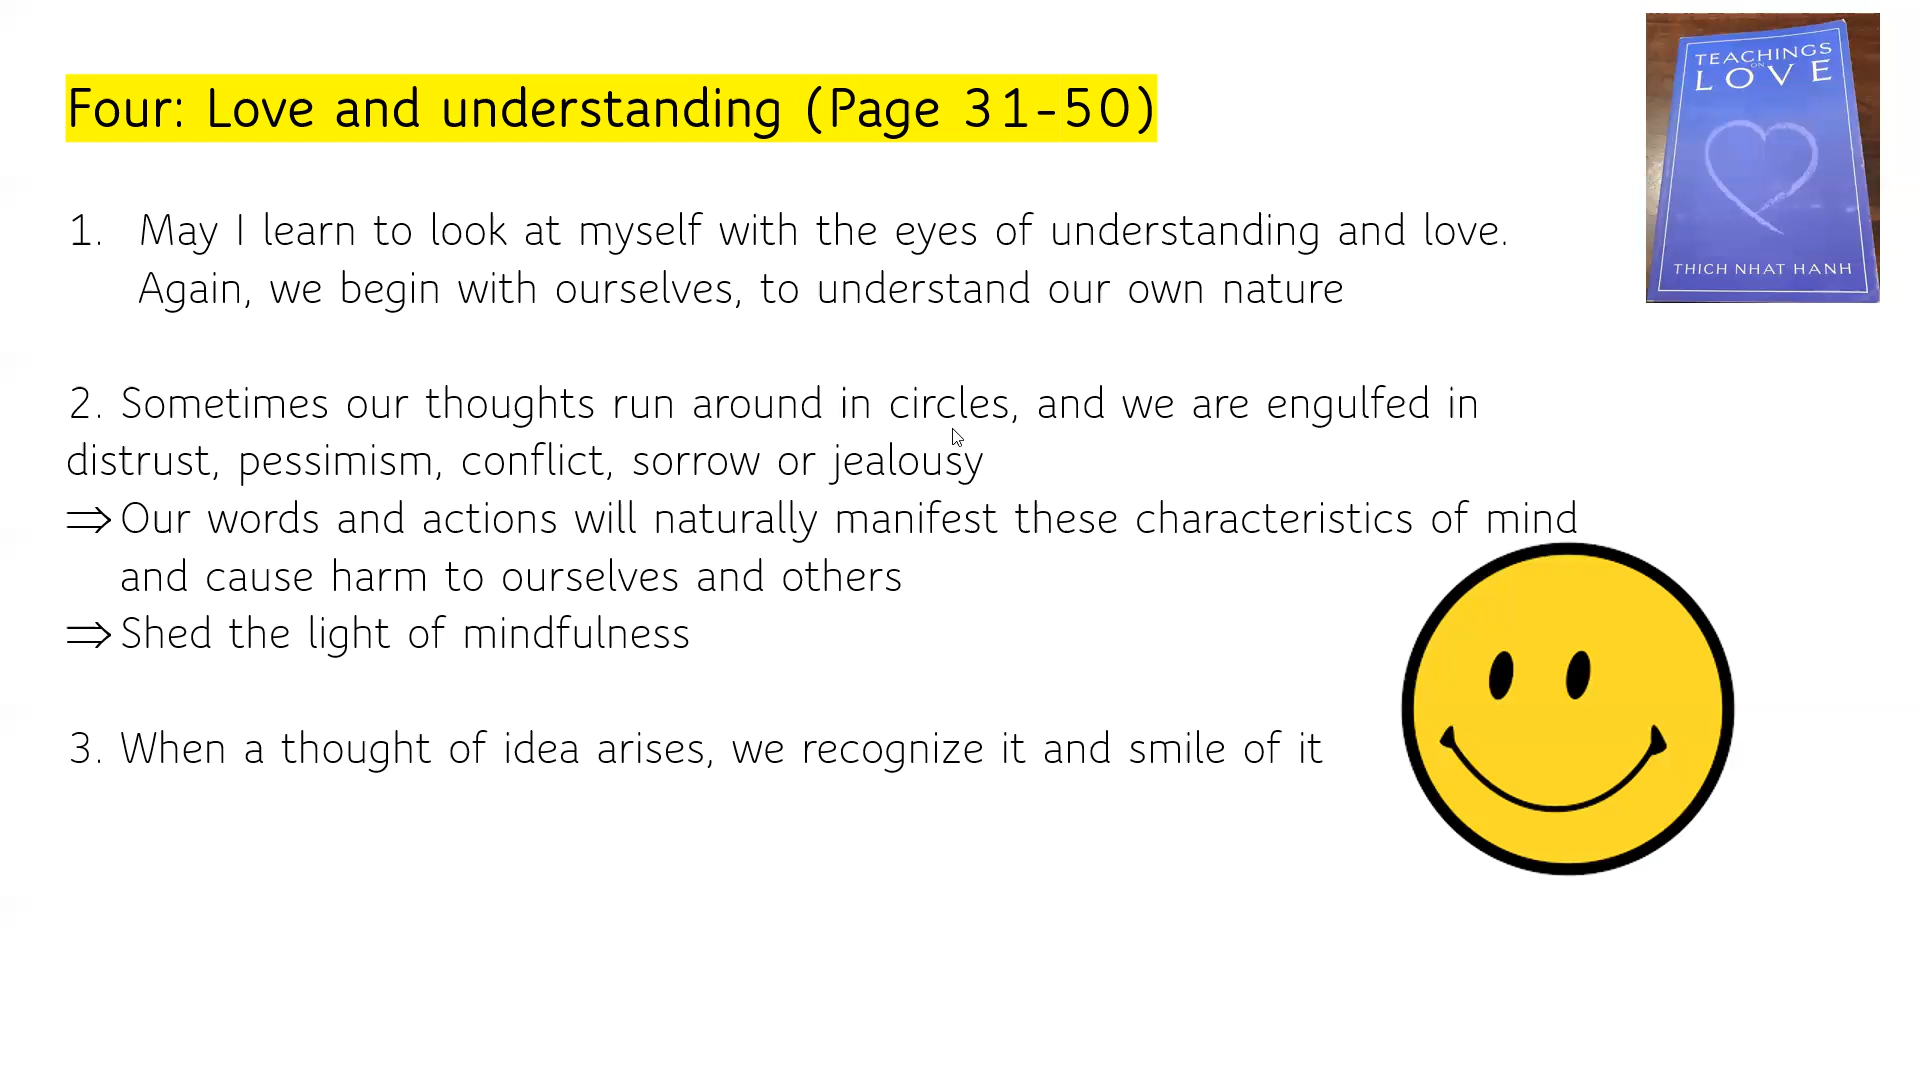 Four: Love and understanding (Page 31-50)
TEACHINGS
ON
LOVE
THICH NHAT HANH
1. May I learn to look at myself with the eyes of understanding and love.
Again, we begin with ourselves, to understand our own nature
2. Sometimes our thoughts run around in circles, and we are engulfed in
distrust, pessimism, conflict, sorrow or jealousy
⇒ Our words and actions will naturally manifest these characteristics of mind
and cause harm to ourselves and others
⇒ Shed the light of mindfulness
3. When a thought of idea arises, we recognize it and smile of it